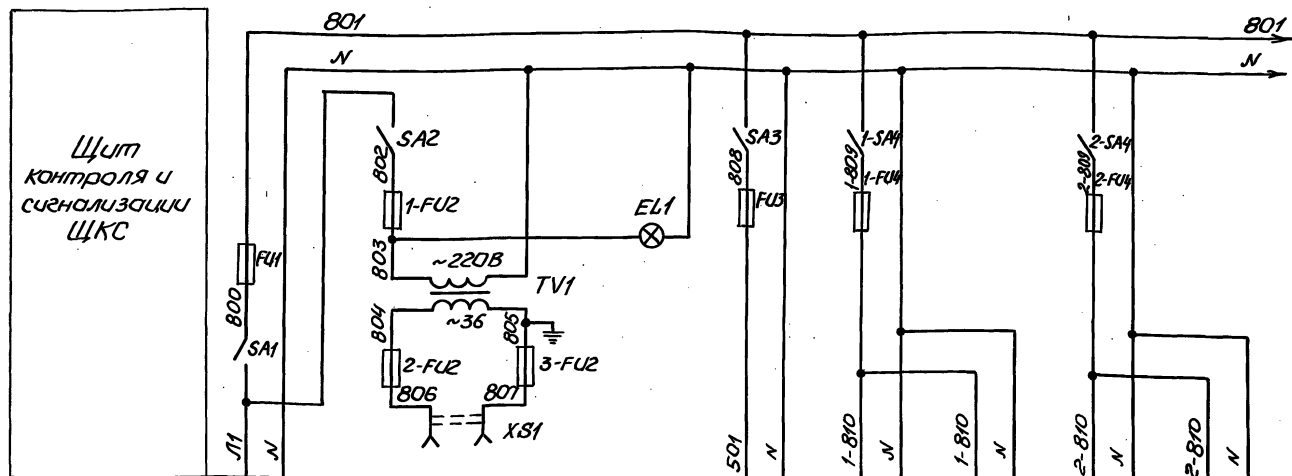 801
801
N
N
Щит
контроля и
сигнализации
ЩКС
SA2
802
1-FU2
EL1
803
~220В
TV1
804
~36
805
2-FU2
3-FU2
806
807
XS1
FU1
800
SA1
Л1
N
SA3
808
FU3
501
N
1-SA4
1-809
1-FU4
1-810
N
1-810
N
2-SA4
2-809
2-FU4
2-810
N
2-810
N